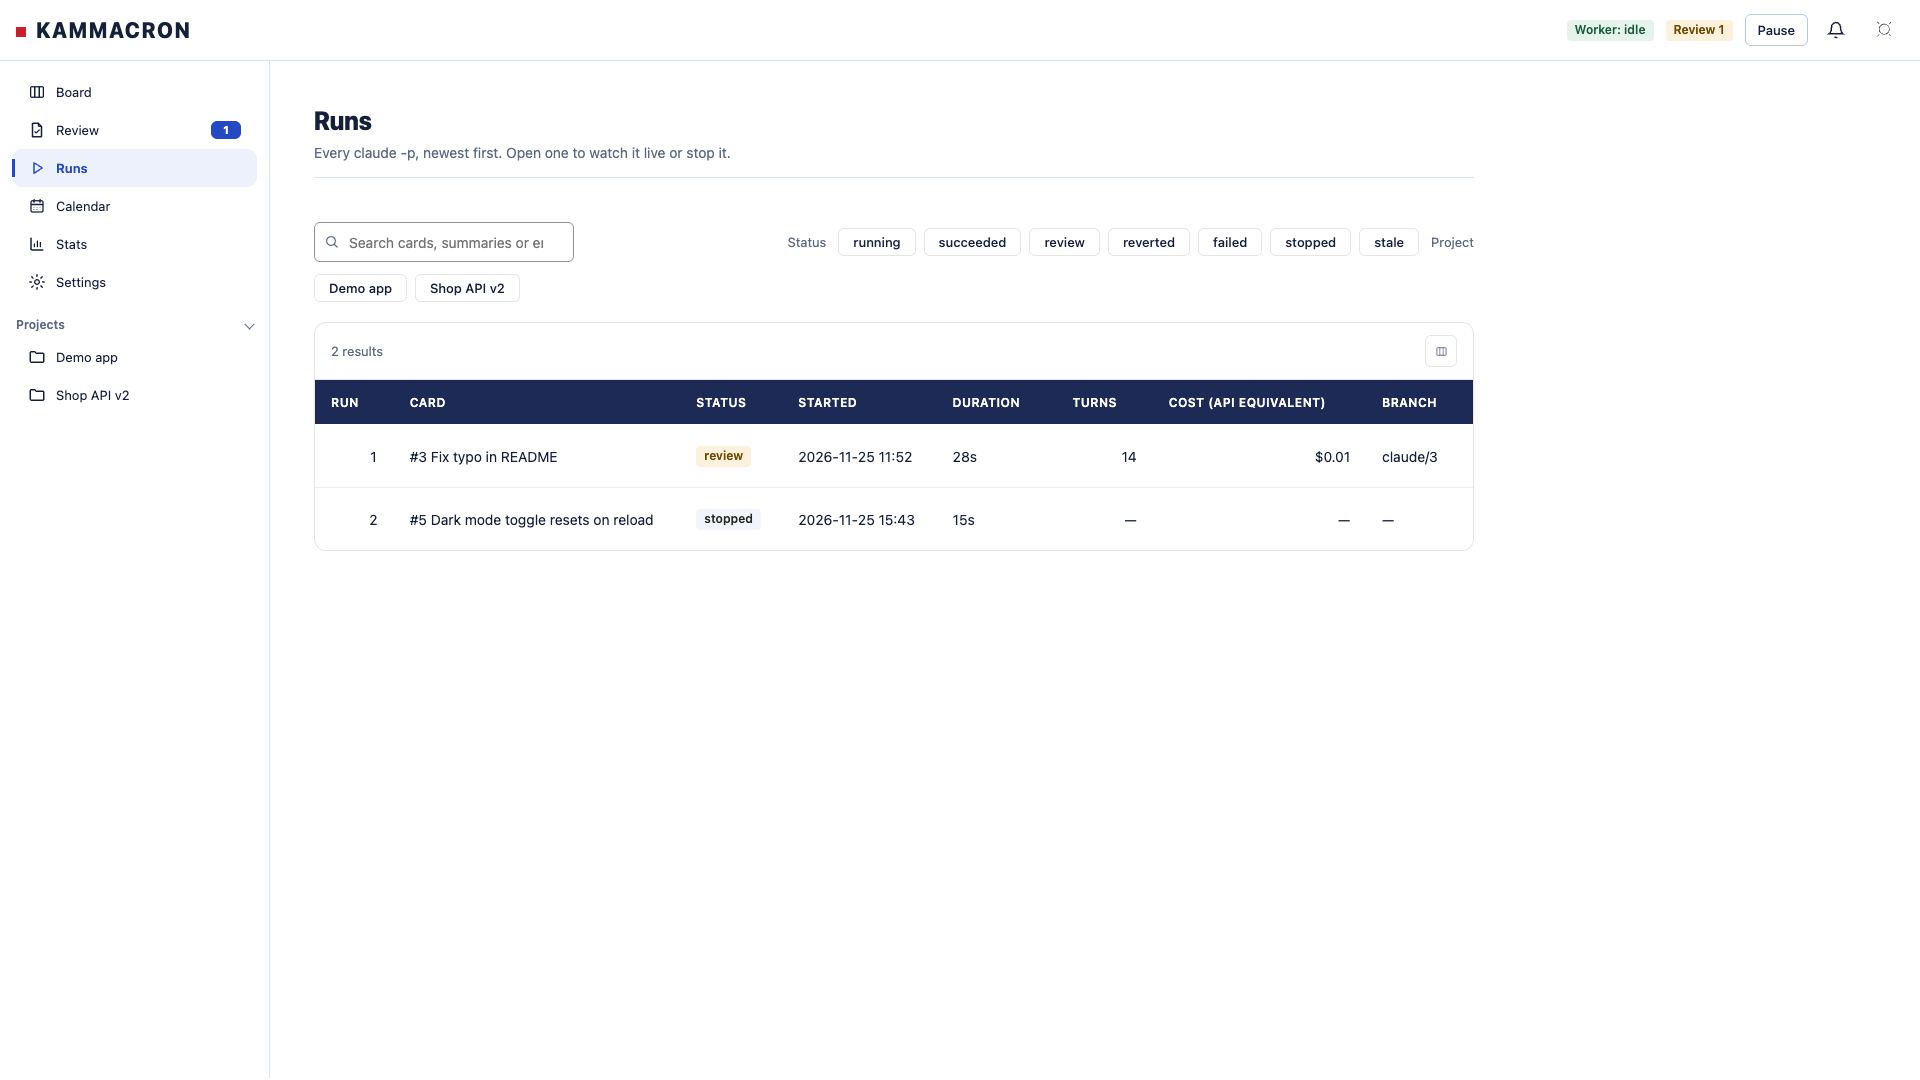 KAMMACRON
Worker: idle
Review 1
Pause
Board
Review
1
Runs
Calendar
Stats
Settings
Projects
Demo app
Shop API v2
Runs
Every claude -p, newest first. Open one to watch it live or stop it.
Search cards, summaries or
Status
running
succeeded
review
reverted
failed
stopped
stale
Project
Demo app
Shop API v2
2 results
RUN CARD STATUS STARTED DURATION TURNS COST (API EQUIVALENT) BRANCH
1 #3 Fix typo in README review 2026-11-25 11:52 28s 14 $0.01 claude/3
2 #5 Dark mode toggle resets on reload stopped 2026-11-25 15:43 15s — — —